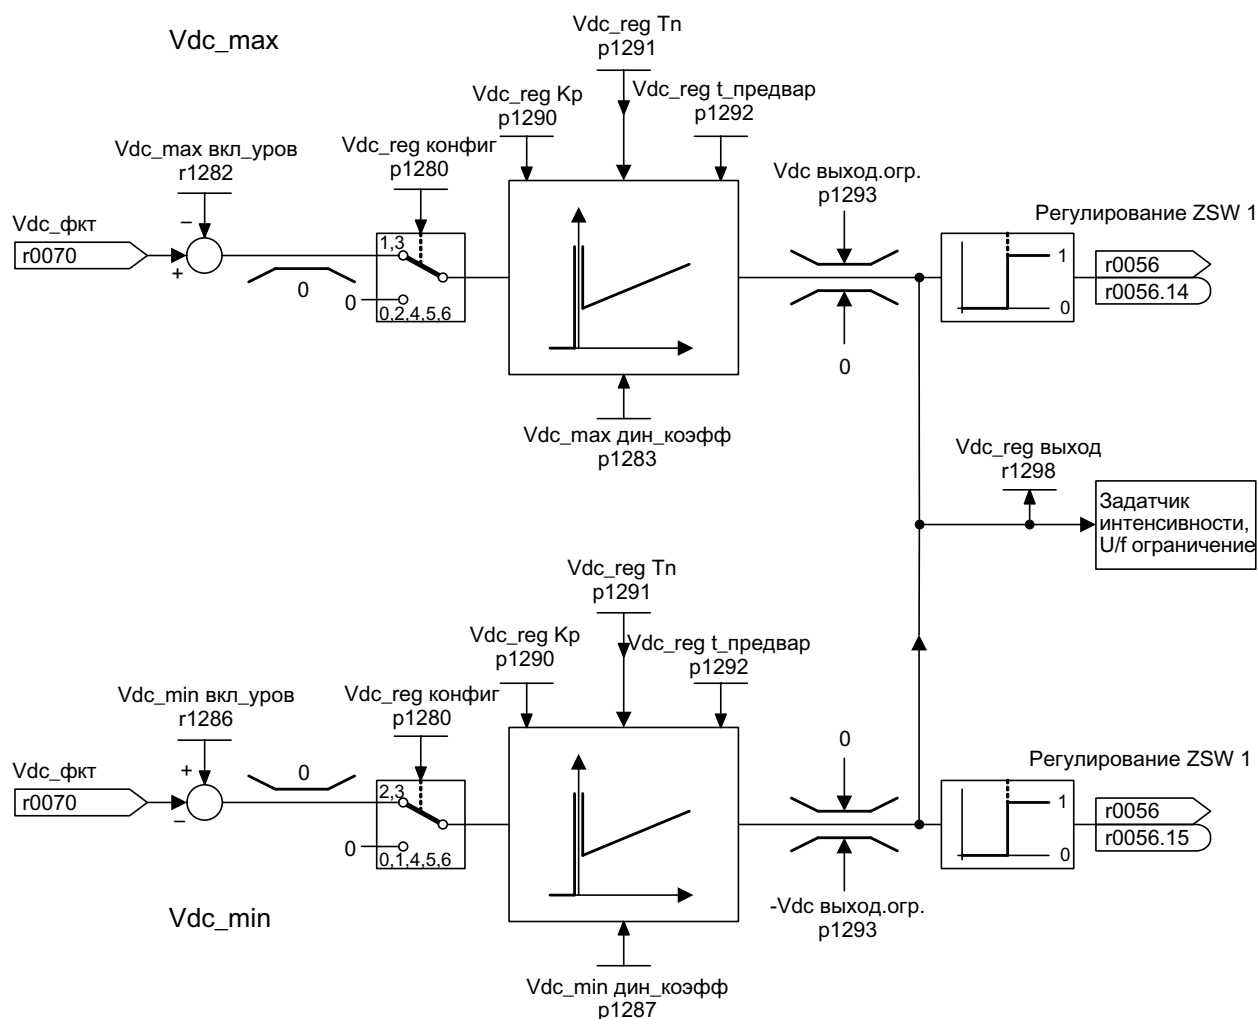 Vdc_max
Vdc_reg Tn
p1291
Vdc_reg Kp
p1290
Vdc_reg t_предвар
p1292
Vdc_max вкл_уров
r1282
Vdc_reg конфиг
p1280
Vdc выход.огр.
p1293
Регулирование ZSW 1
Vdc_фкт
r0070
–
+
0
1,3
0
0,2,4,5,6
0
1
0
r0056
r0056.14
Vdc_max дин_коэфф
p1283
Vdc_reg выход
r1298
Задатчик
интенсивности,
U/f ограничение
Vdc_reg Tn
p1291
Vdc_reg Kp
p1290
Vdc_reg t_предвар
p1292
Vdc_min вкл_уров
r1286
Vdc_reg конфиг
p1280
0
Регулирование ZSW 1
Vdc_фкт
r0070
+
–
0
2,3
0
0,1,4,5,6
1
0
r0056
r0056.15
-Vdc выход.огр.
p1293
Vdc_min
Vdc_min дин_коэфф
p1287